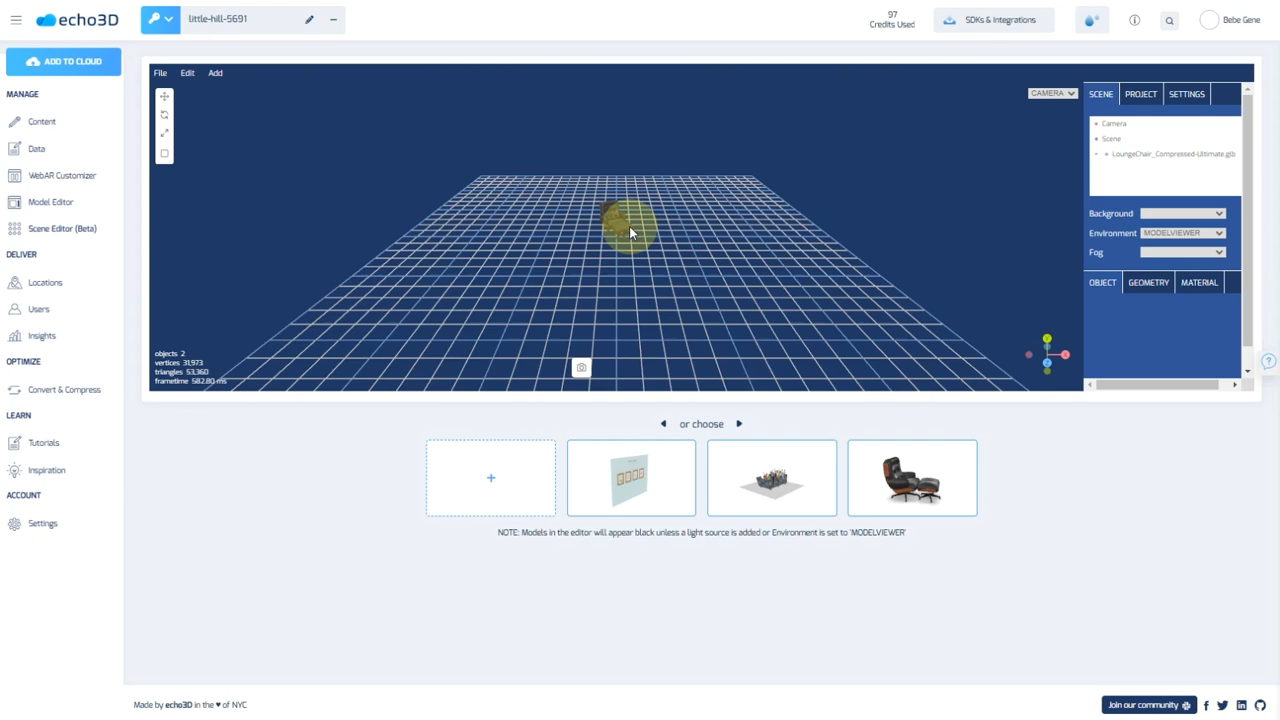 echo3D
little-hill-5691
97
Credits Used
SDKs & Integrations
Bebe Gene
ADD TO CLOUD
MANAGE
Content
Data
WebAR Customizer
Model Editor
Scene Editor (Beta)
DELIVER
Locations
Users
Insights
OPTIMIZE
Convert & Compress
LEARN
Tutorials
Inspiration
ACCOUNT
Settings
File Edit Add
CAMERA
SCENE PROJECT SETTINGS
Camera
Scene
LoungeChair_Compressed-Ultimate.glb
Background
Environment MODELVIEWER
Fog
OBJECT GEOMETRY MATERIAL
objects 2
vertices 31,973
triangles 53,360
frametime 582.80 ms
Y
X
Z
or choose
NOTE: Models in the editor will appear black unless a light source is added or Environment is set to 'MODELVIEWER'
Made by echo3D in the ♥ of NYC
Join our community